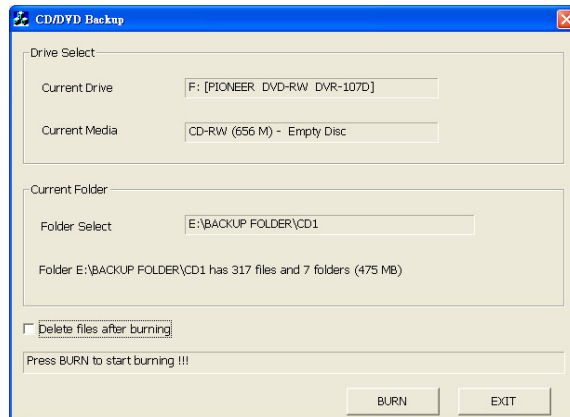 CD/DVD Backup
Drive Select
Current Drive F: [PIONEER DVD-RW DVR-107D]
Current Media CD-RW (656 M) - Empty Disc
Current Folder
Folder Select E:\BACKUP FOLDER\CD1
Folder E:\BACKUP FOLDER\CD1 has 317 files and 7 folders (475 MB)
Delete files after burning
Press BURN to start burning !!!
BURN EXIT